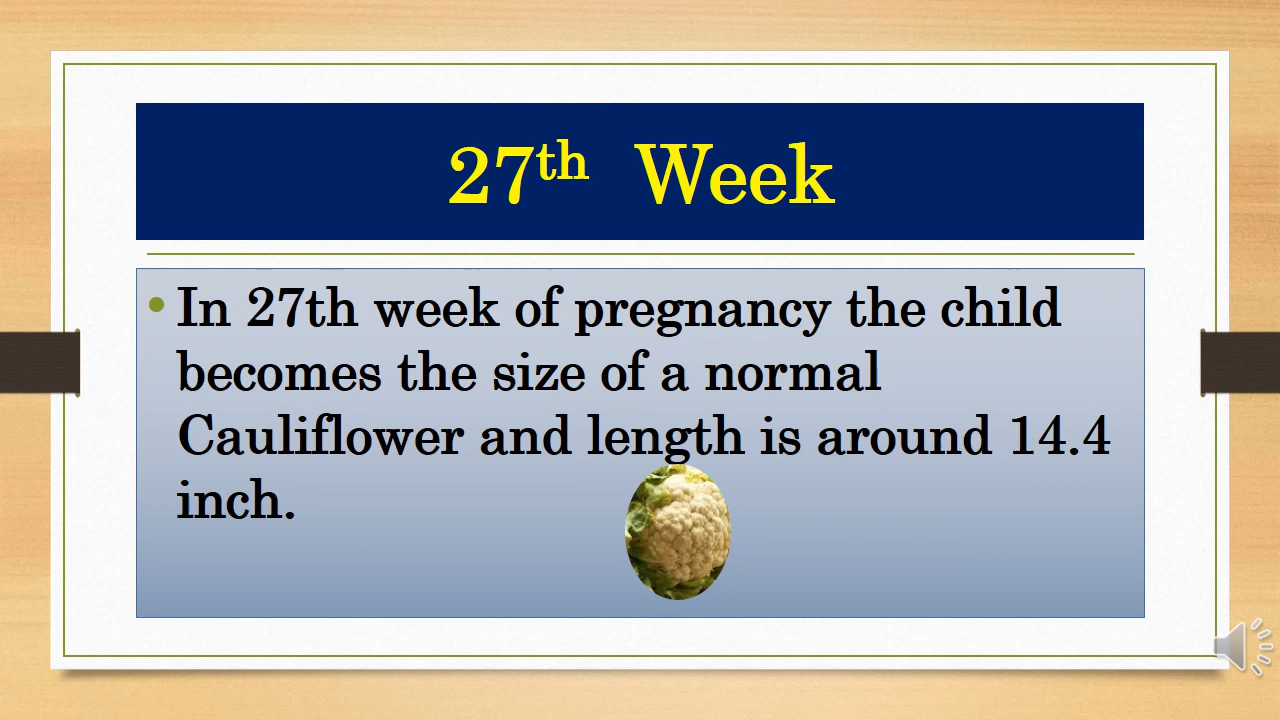 27th Week
• In 27th week of pregnancy the child
becomes the size of a normal
Cauliflower and length is around 14.4
inch.